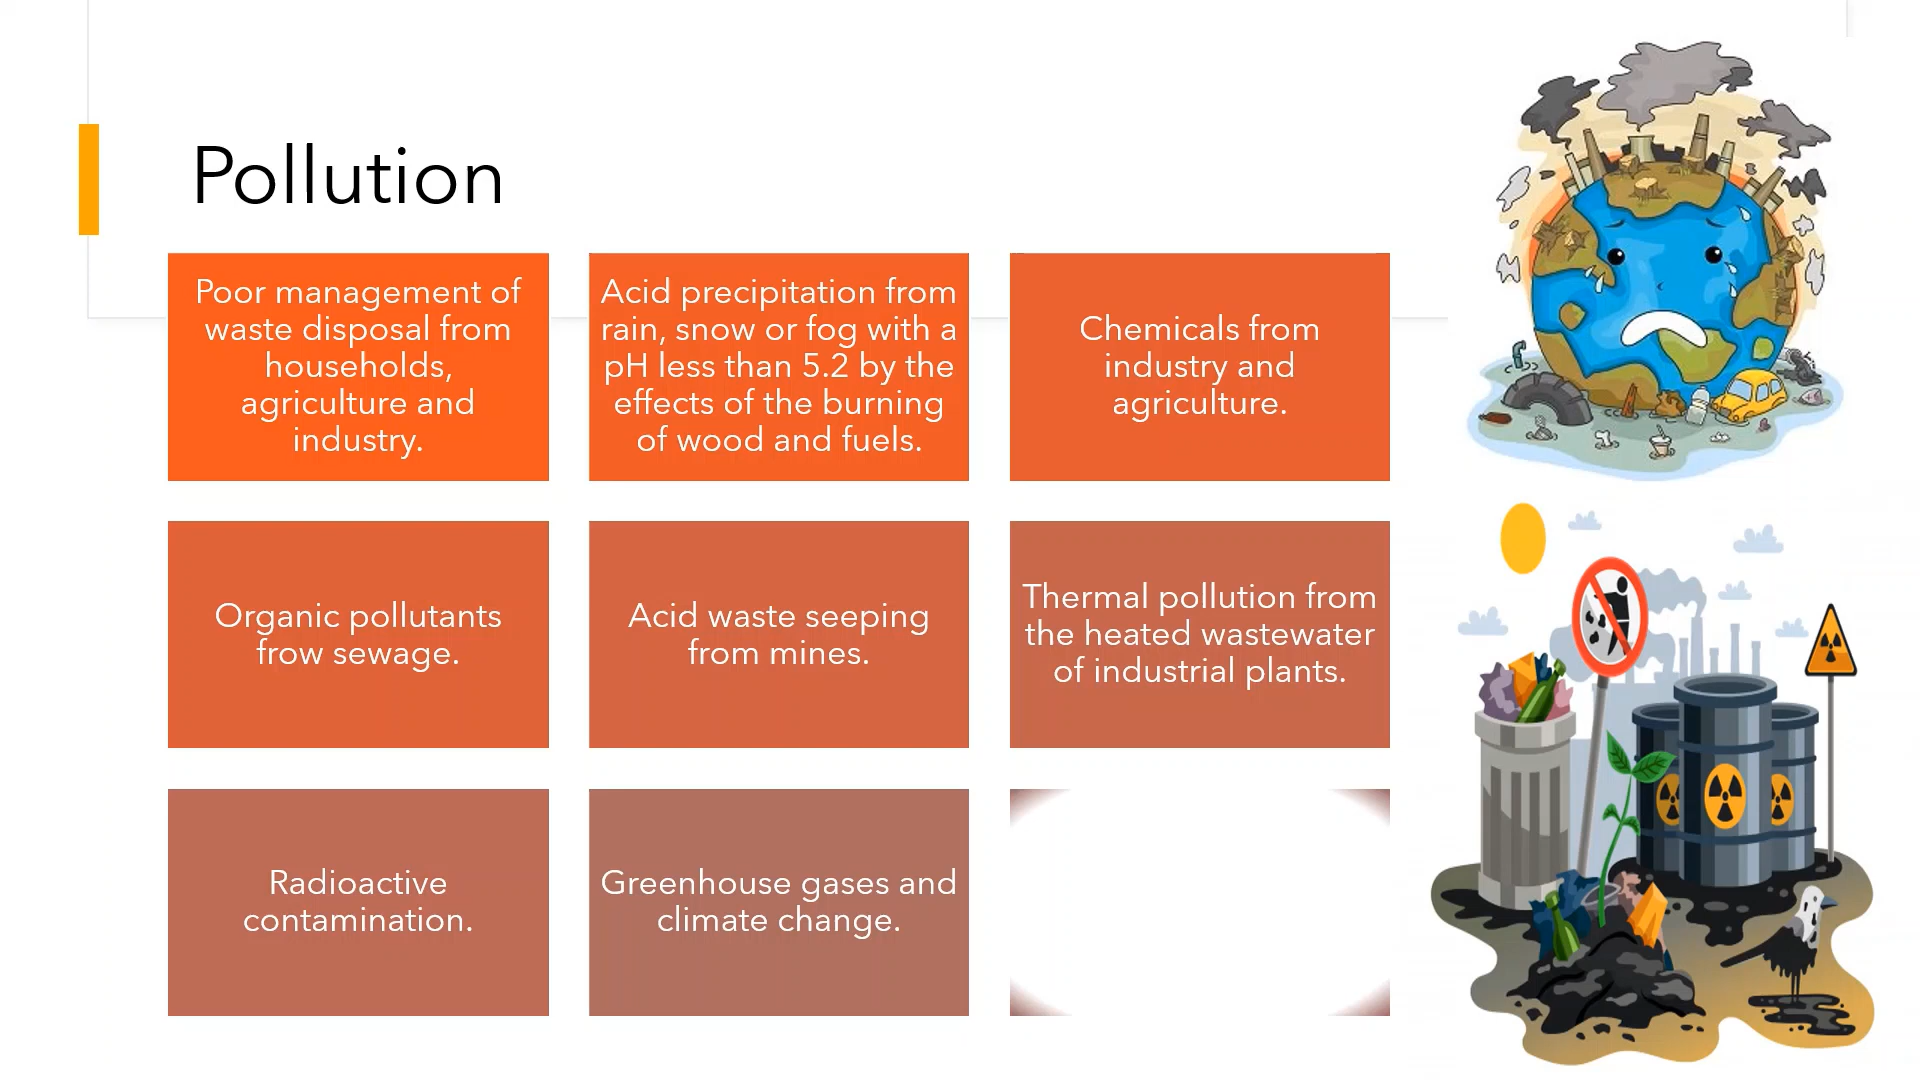 Pollution
Poor management of
waste disposal from
households,
agriculture and
industry.
Acid precipitation from
rain, snow or fog with a
pH less than 5.2 by the
effects of the burning
of wood and fuels.
Chemicals from
industry and
agriculture.
Organic pollutants
frow sewage.
Acid waste seeping
from mines.
Thermal pollution from
the heated wastewater
of industrial plants.
Radioactive
contamination.
Greenhouse gases and
climate change.